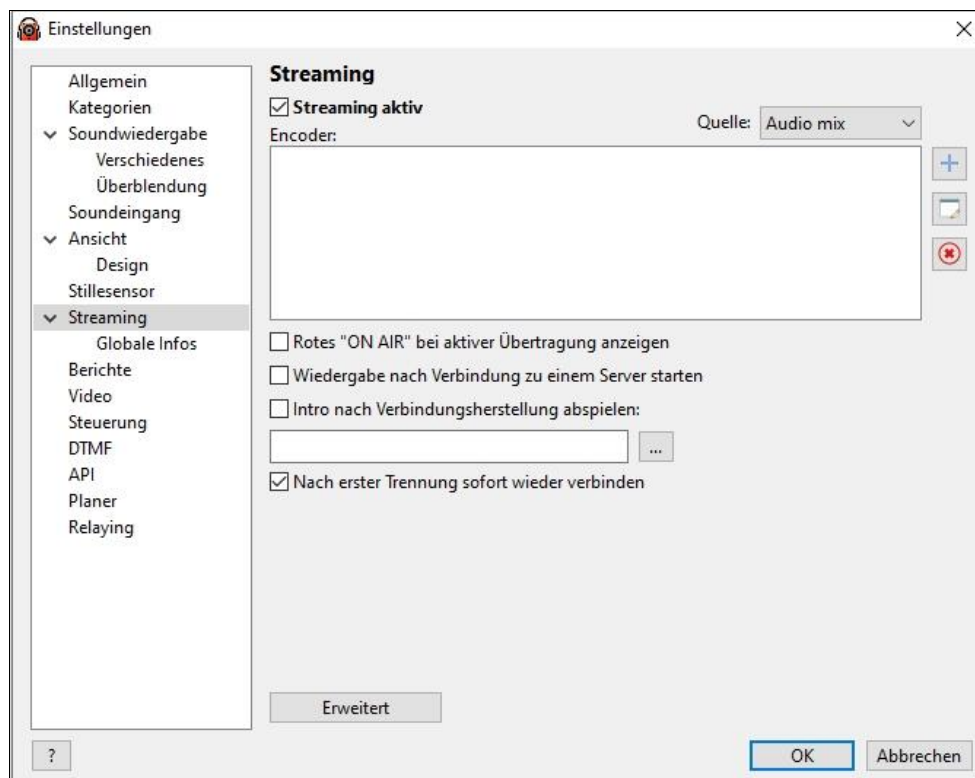 Einstellungen
Allgemein
Kategorien
Soundwiedergabe
Verschiedenes
Überblendung
Soundeingang
Ansicht
Design
Stillesensor
Streaming
Globale Infos
Berichte
Video
Steuerung
DTMF
API
Planer
Relaying
Streaming
Streaming aktiv
Quelle: Audio mix
Encoder:
Rotes "ON AIR" bei aktiver Übertragung anzeigen
Wiedergabe nach Verbindung zu einem Server starten
Intro nach Verbindungsherstellung abspielen:
...
Nach erster Trennung sofort wieder verbinden
Erweitert
?
OK
Abbrechen